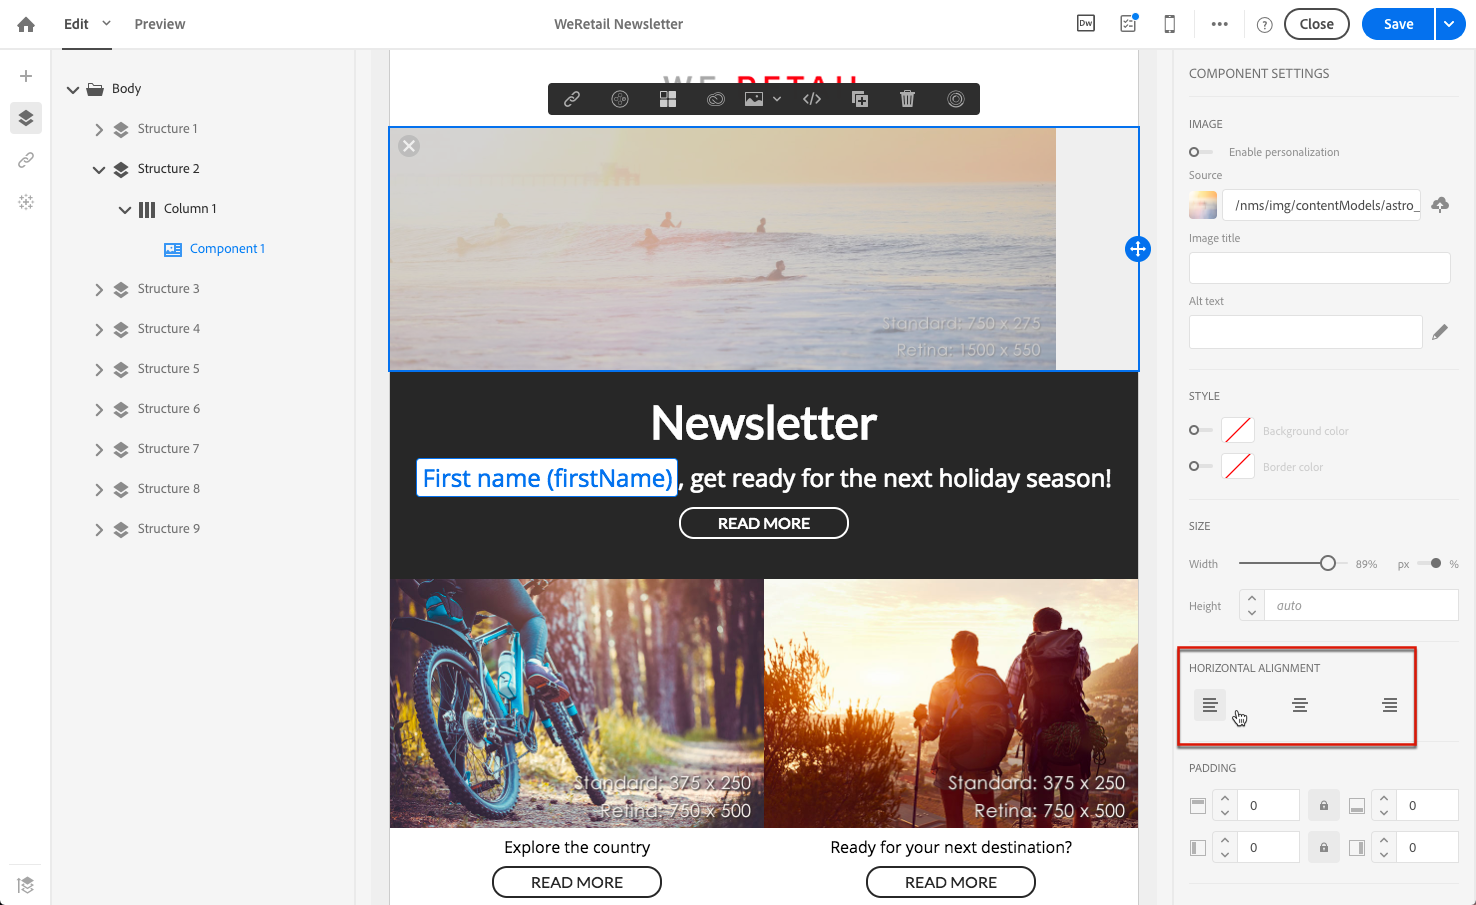 Edit
Preview
WeRetail Newsletter
Dw
Close
Save
Body
Structure 1
Structure 2
Column 1
Component 1
Structure 3
Structure 4
Structure 5
Structure 6
Structure 7
Structure 8
Structure 9
WE RETAIL
Standard: 750 x 275
Retina: 1500 x 550
Newsletter
First name (firstName), get ready for the next holiday season!
READ MORE
Standard: 375 x 250
Retina: 750 x 500
Standard: 375 x 250
Retina: 750 x 500
Explore the country
READ MORE
Ready for your next destination?
READ MORE
COMPONENT SETTINGS
IMAGE
Enable personalization
Source
/nms/img/contentModels/astro_
Image title
Alt text
STYLE
Background color
Border color
SIZE
Width 89% px %
Height auto
HORIZONTAL ALIGNMENT
PADDING
0 0
0 0